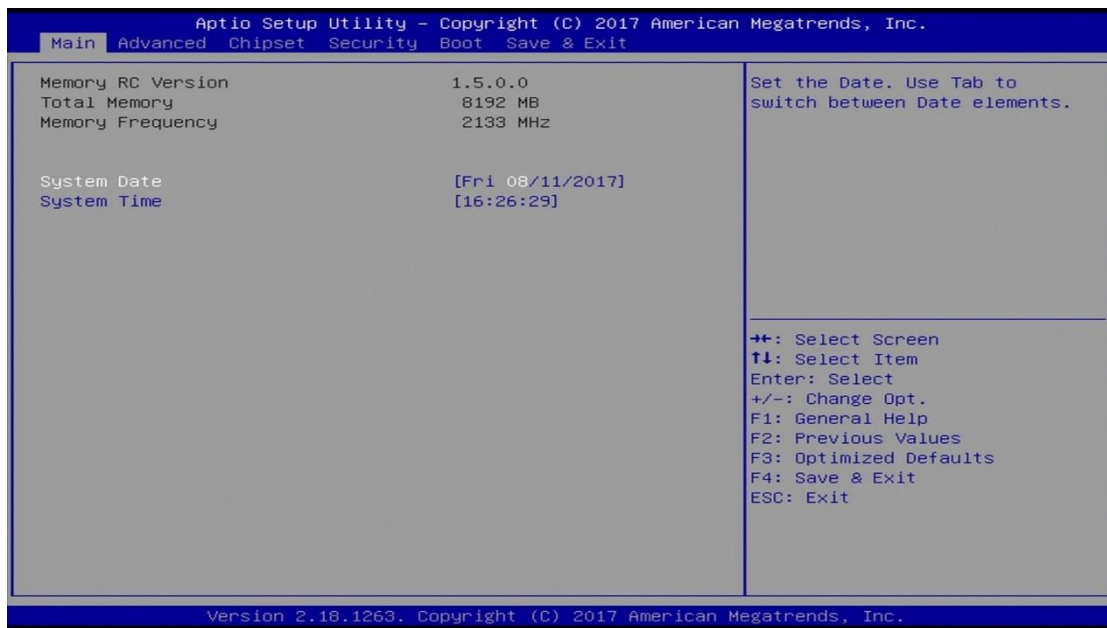 Aptio Setup Utility – Copyright (C) 2017 American Megatrends, Inc.
Main Advanced Chipset Security Boot Save & Exit
Memory RC Version 1.5.0.0
Total Memory 8192 MB
Memory Frequency 2133 MHz
System Date [Fri 08/11/2017]
System Time [16:26:29]
Set the Date. Use Tab to
switch between Date elements.
→←: Select Screen
↑↓: Select Item
Enter: Select
+/-: Change Opt.
F1: General Help
F2: Previous Values
F3: Optimized Defaults
F4: Save & Exit
ESC: Exit
Version 2.18.1263. Copyright (C) 2017 American Megatrends, Inc.